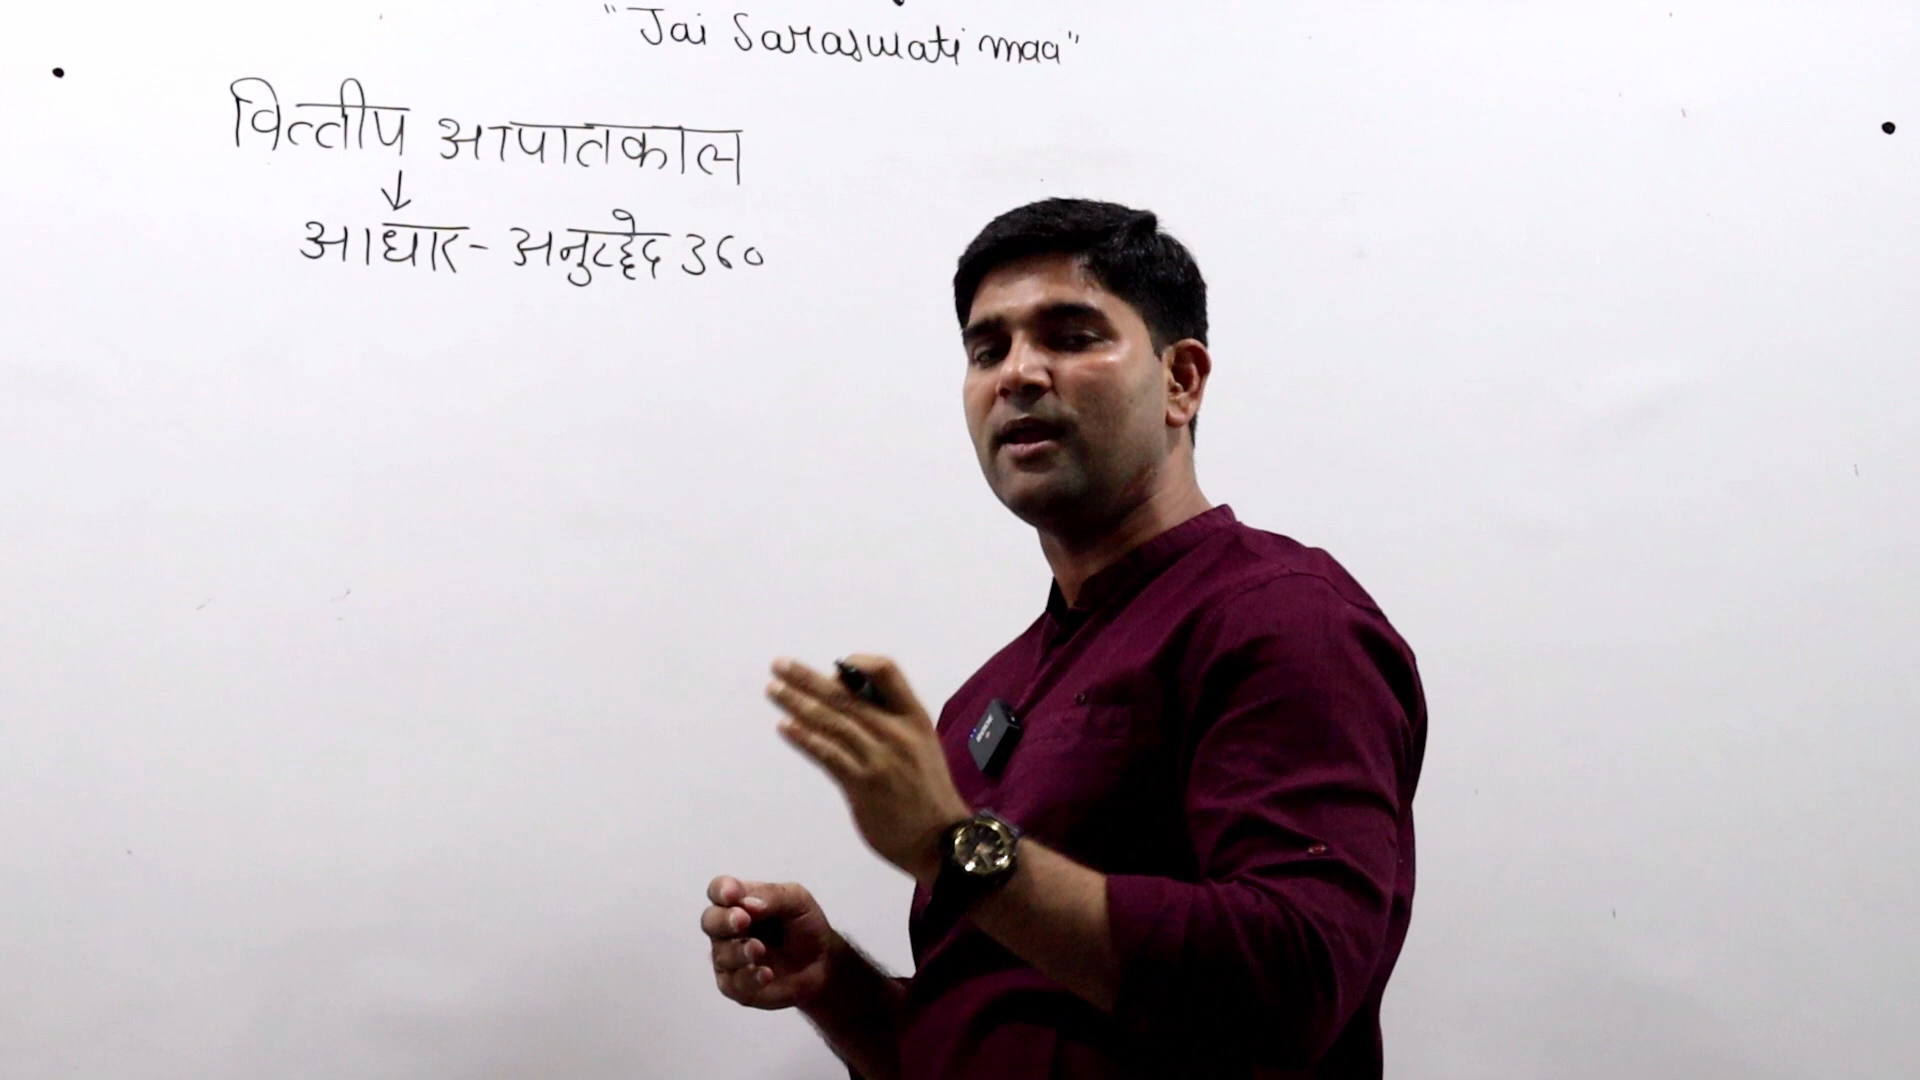 "Jai Saraswati maa"
वित्तीय आपातकाल
↓
आधार - अनुच्छेद 360